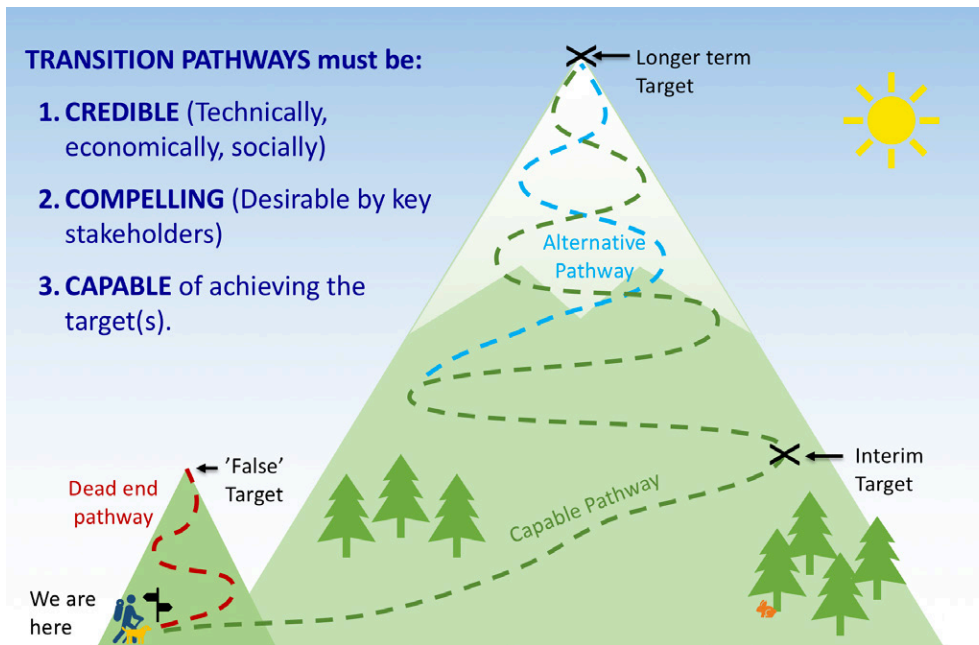 TRANSITION PATHWAYS must be:
1. CREDIBLE (Technically,
economically, socially)
2. COMPELLING (Desirable by key
stakeholders)
3. CAPABLE of achieving the
target(s).
Longer term
Target
Alternative
Pathway
Interim
Target
Capable Pathway
'False'
Target
Dead end
pathway
We are
here